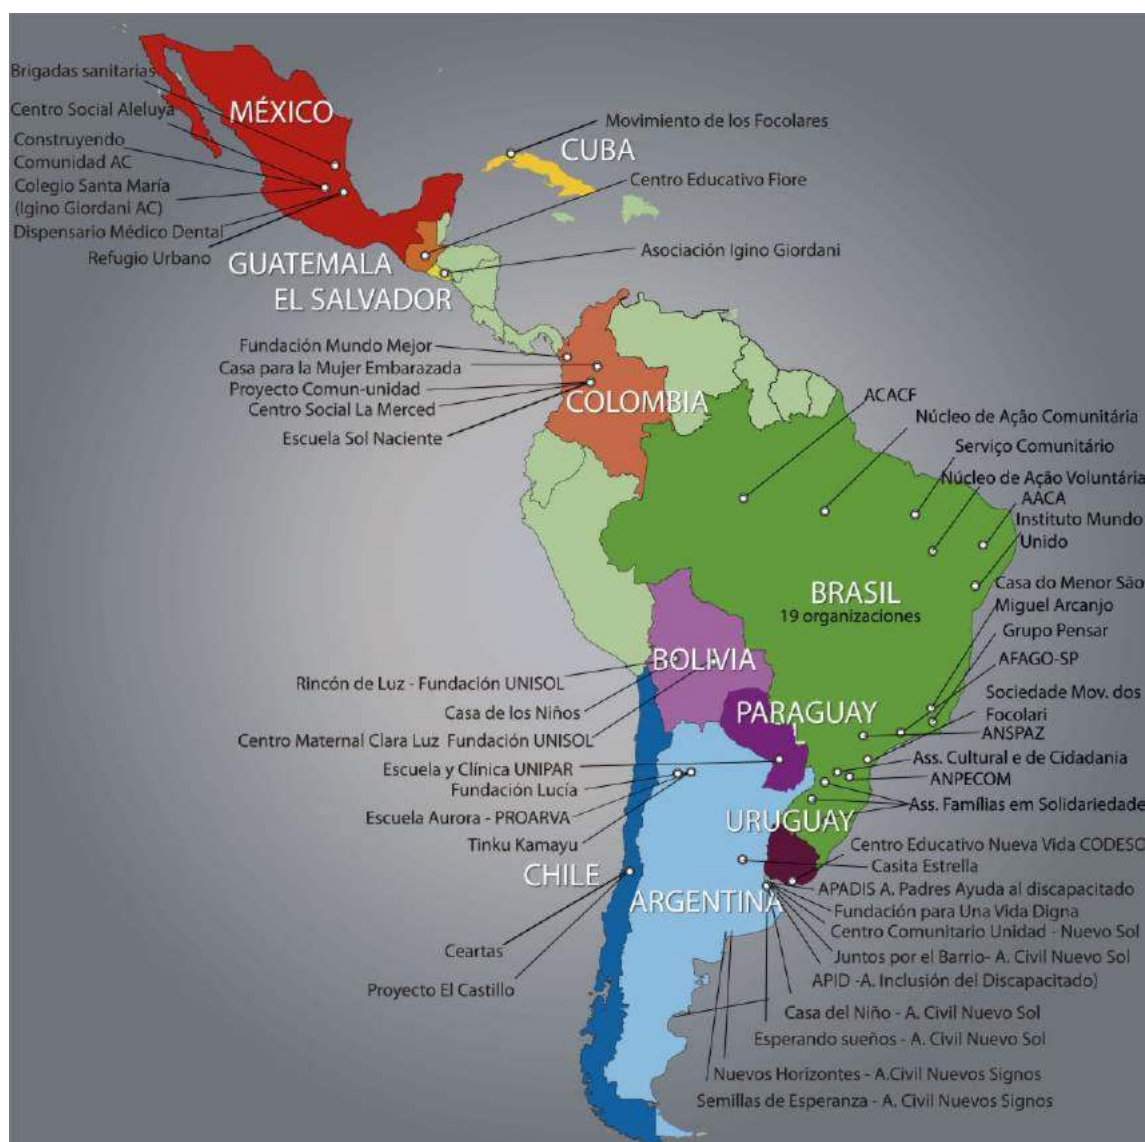 Brigadas sanitarias
MÉXICO
Centro Social Aleluya
Construyendo
Comunidad AC
Colegio Santa María
(Igino Giordani AC)
Dispensario Médico Dental
Refugio Urbano
Movimiento de los Focolares
CUBA
Centro Educativo Fiore
Asociación Igino Giordani
GUATEMALA
EL SALVADOR
Fundación Mundo Mejor
Casa para la Mujer Embarazada
Proyecto Comun-unidad
Centro Social La Merced
Escuela Sol Naciente
COLOMBIA
ACACF
Núcleo de Ação Comunitária
Serviço Comunitário
Núcleo de Ação Voluntária
AACA
Instituto Mundo
Unido
BRASIL
19 organizaciones
Casa do Menor São
Miguel Arcanjo
Grupo Pensar
AFAGO-SP
Sociedade Mov. dos
Focolari
ANSPAZ
Ass. Cultural e de Cidadania
ANPECOM
Ass. Famílias em Solidariedade
BOLIVIA
Rincón de Luz - Fundación UNISOL
Casa de los Niños
Centro Maternal Clara Luz Fundación UNISOL
PARAGUAY
L
Escuela y Clínica UNIPAR
Fundación Lucía
Escuela Aurora - PROARVA
Tinku Kamayu
URUGUAY
Centro Educativo Nueva Vida CODESO
Casita Estrella
CHILE
ARGENTINA
APADIS A. Padres Ayuda al discapacitado
Fundación para Una Vida Digna
Centro Comunitario Unidad - Nuevo Sol
Juntos por el Barrio- A. Civil Nuevo Sol
APID -A. Inclusión del Discapacitado)
Ceartas
Proyecto El Castillo
Casa del Niño - A. Civil Nuevo Sol
Esperando sueños - A. Civil Nuevo Sol
Nuevos Horizontes - A.Civil Nuevos Signos
Semillas de Esperanza - A. Civil Nuevos Signos